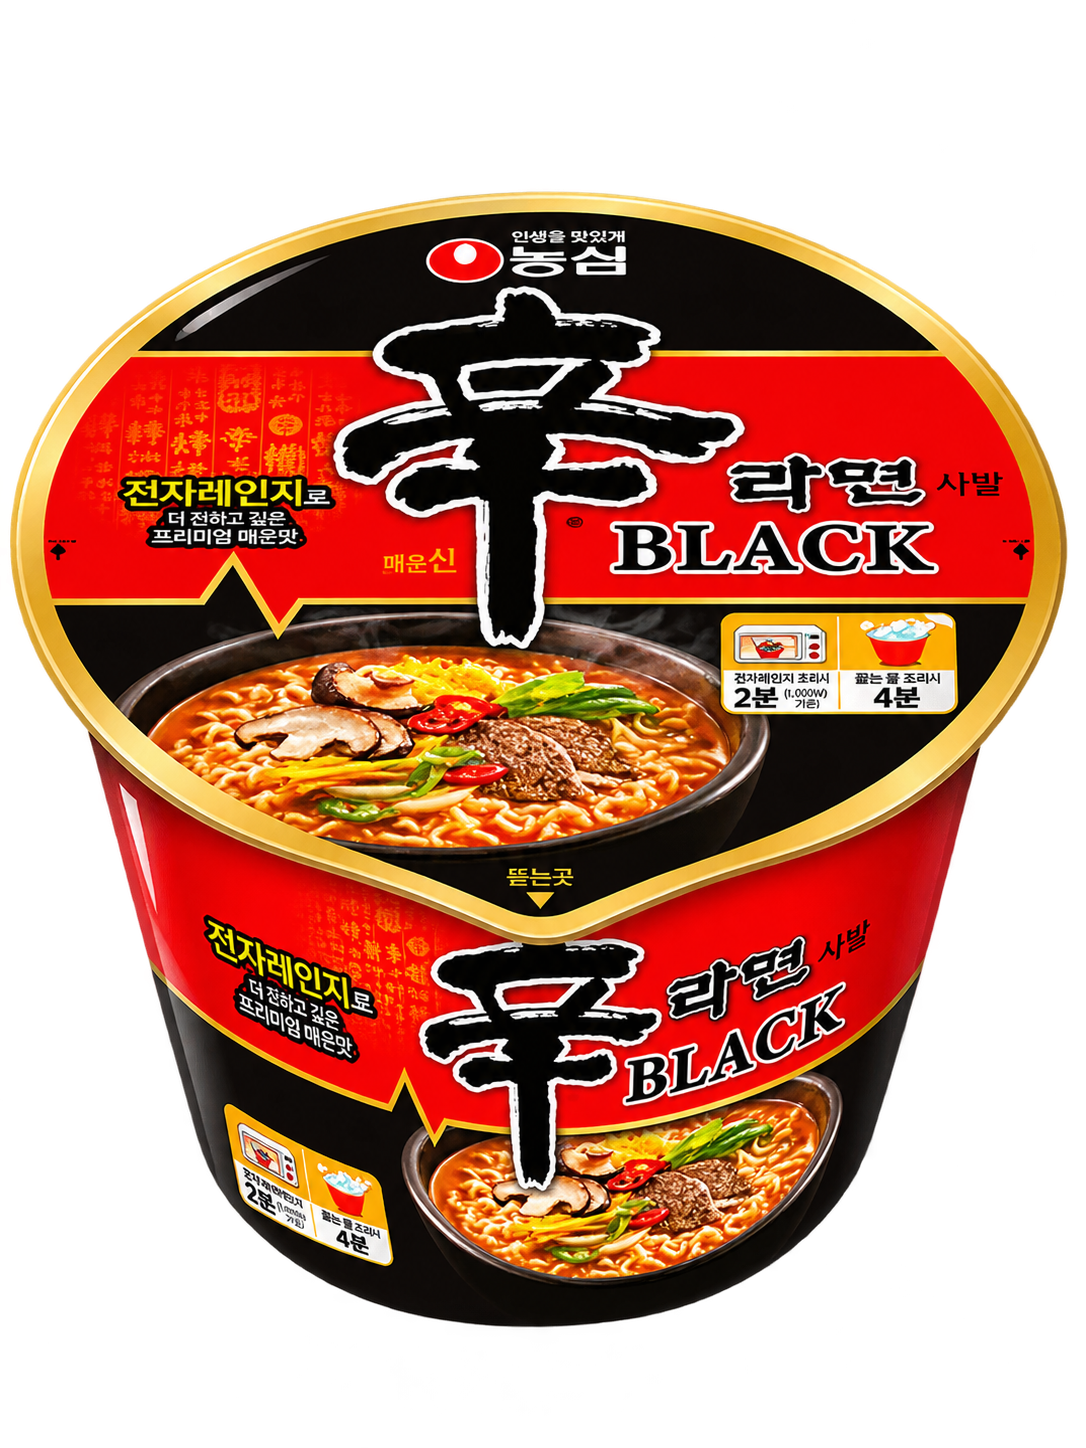 인생을 맛있게
농심
辛
라면 사발
BLACK
전자레인지로
더 전하고 깊은
프리미엄 매운맛
매운신
전자레인지 조리시
2분 (1,000W) 기준
끓는 물 조리시
4분
뜯는곳
辛
라면 사발
BLACK
전자레인지로
더 전하고 깊은
프리미엄 매운맛
2분
끓는 물 조리시
4분